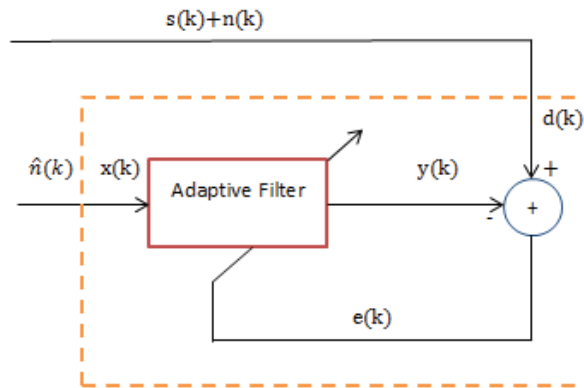 s(k)+n(k)
d(k)
n̂(k)
x(k)
Adaptive Filter
y(k)
+
-
+
e(k)